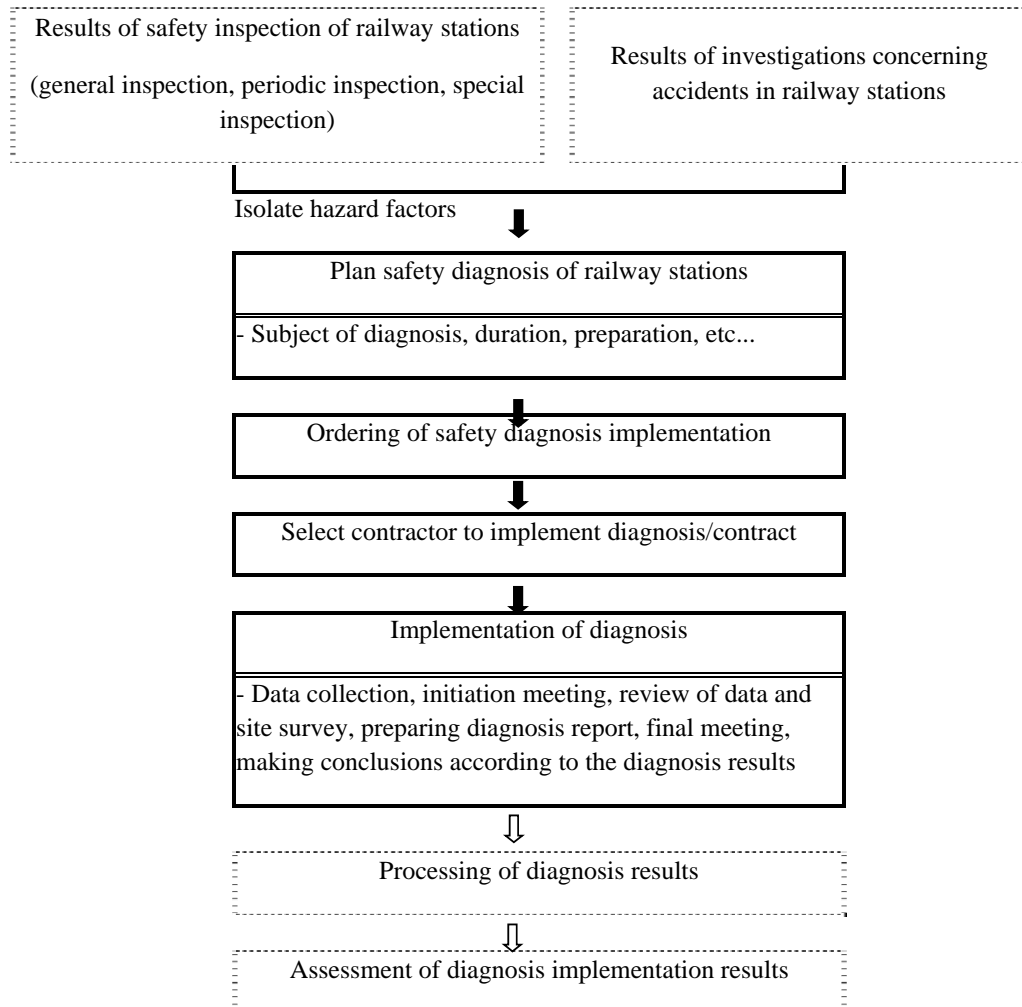 Results of safety inspection of railway stations
(general inspection, periodic inspection, special
inspection)
Results of investigations concerning
accidents in railway stations
Isolate hazard factors
Plan safety diagnosis of railway stations
- Subject of diagnosis, duration, preparation, etc...
Ordering of safety diagnosis implementation
Select contractor to implement diagnosis/contract
Implementation of diagnosis
- Data collection, initiation meeting, review of data and
site survey, preparing diagnosis report, final meeting,
making conclusions according to the diagnosis results
Processing of diagnosis results
Assessment of diagnosis implementation results